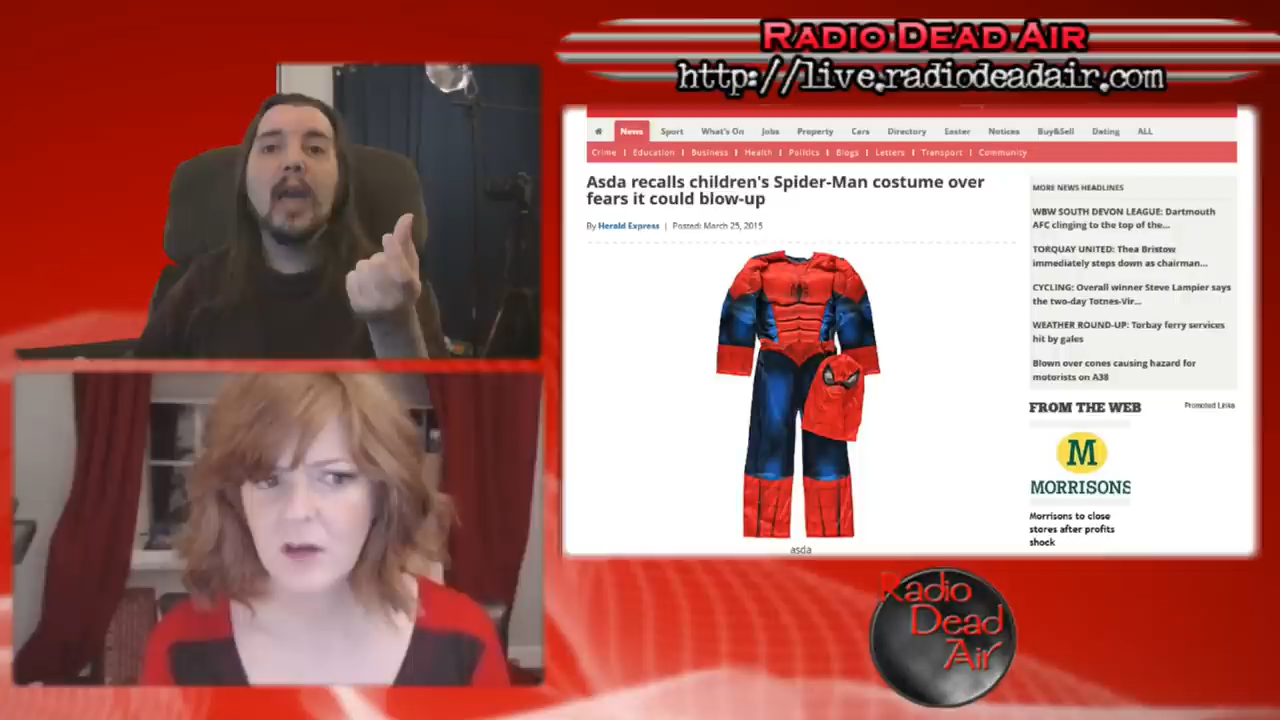 Radio Dead Air
http://live.radiodeadair.com
News Sport What's On Jobs Property Cars Directory Easter Notices Buy&Sell Dating ALL
Crime | Education | Business | Health | Politics | Blogs | Letters | Transport | Community
Asda recalls children's Spider-Man costume over
fears it could blow-up
By Herald Express | Posted: March 25, 2015
asda
MORE NEWS HEADLINES
WBW SOUTH DEVON LEAGUE: Dartmouth
AFC clinging to the top of the...
TORQUAY UNITED: Thea Bristow
immediately steps down as chairman...
CYCLING: Overall winner Steve Lampier says
the two-day Totnes-Vir...
WEATHER ROUND-UP: Torbay ferry services
hit by gales
Blown over cones causing hazard for
motorists on A38
FROM THE WEB
Promoted Links
M
MORRISONS
Morrisons to close
stores after profits
shock
Radio
Dead
Air